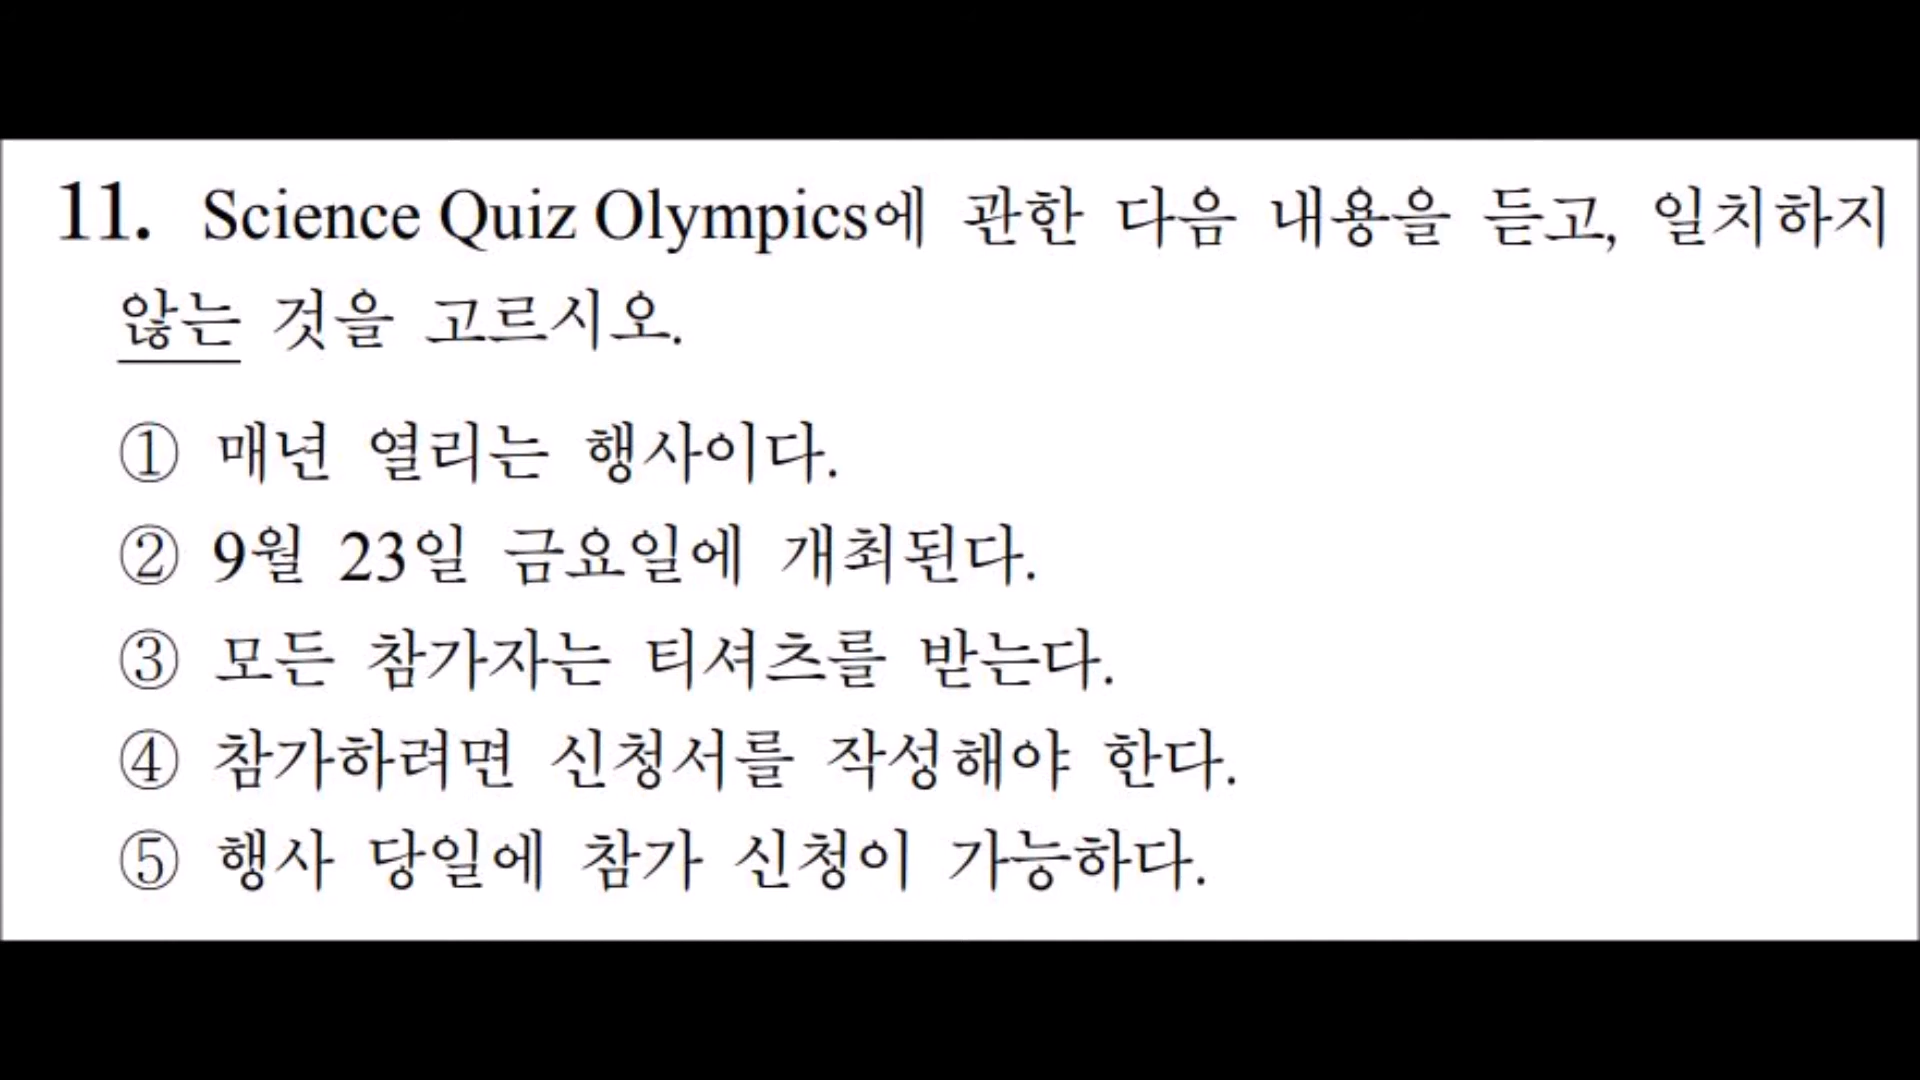 11. Science Quiz Olympics에 관한 다음 내용을 듣고, 일치하지
않는 것을 고르시오.
① 매년 열리는 행사이다.
② 9월 23일 금요일에 개최된다.
③ 모든 참가자는 티셔츠를 받는다.
④ 참가하려면 신청서를 작성해야 한다.
⑤ 행사 당일에 참가 신청이 가능하다.